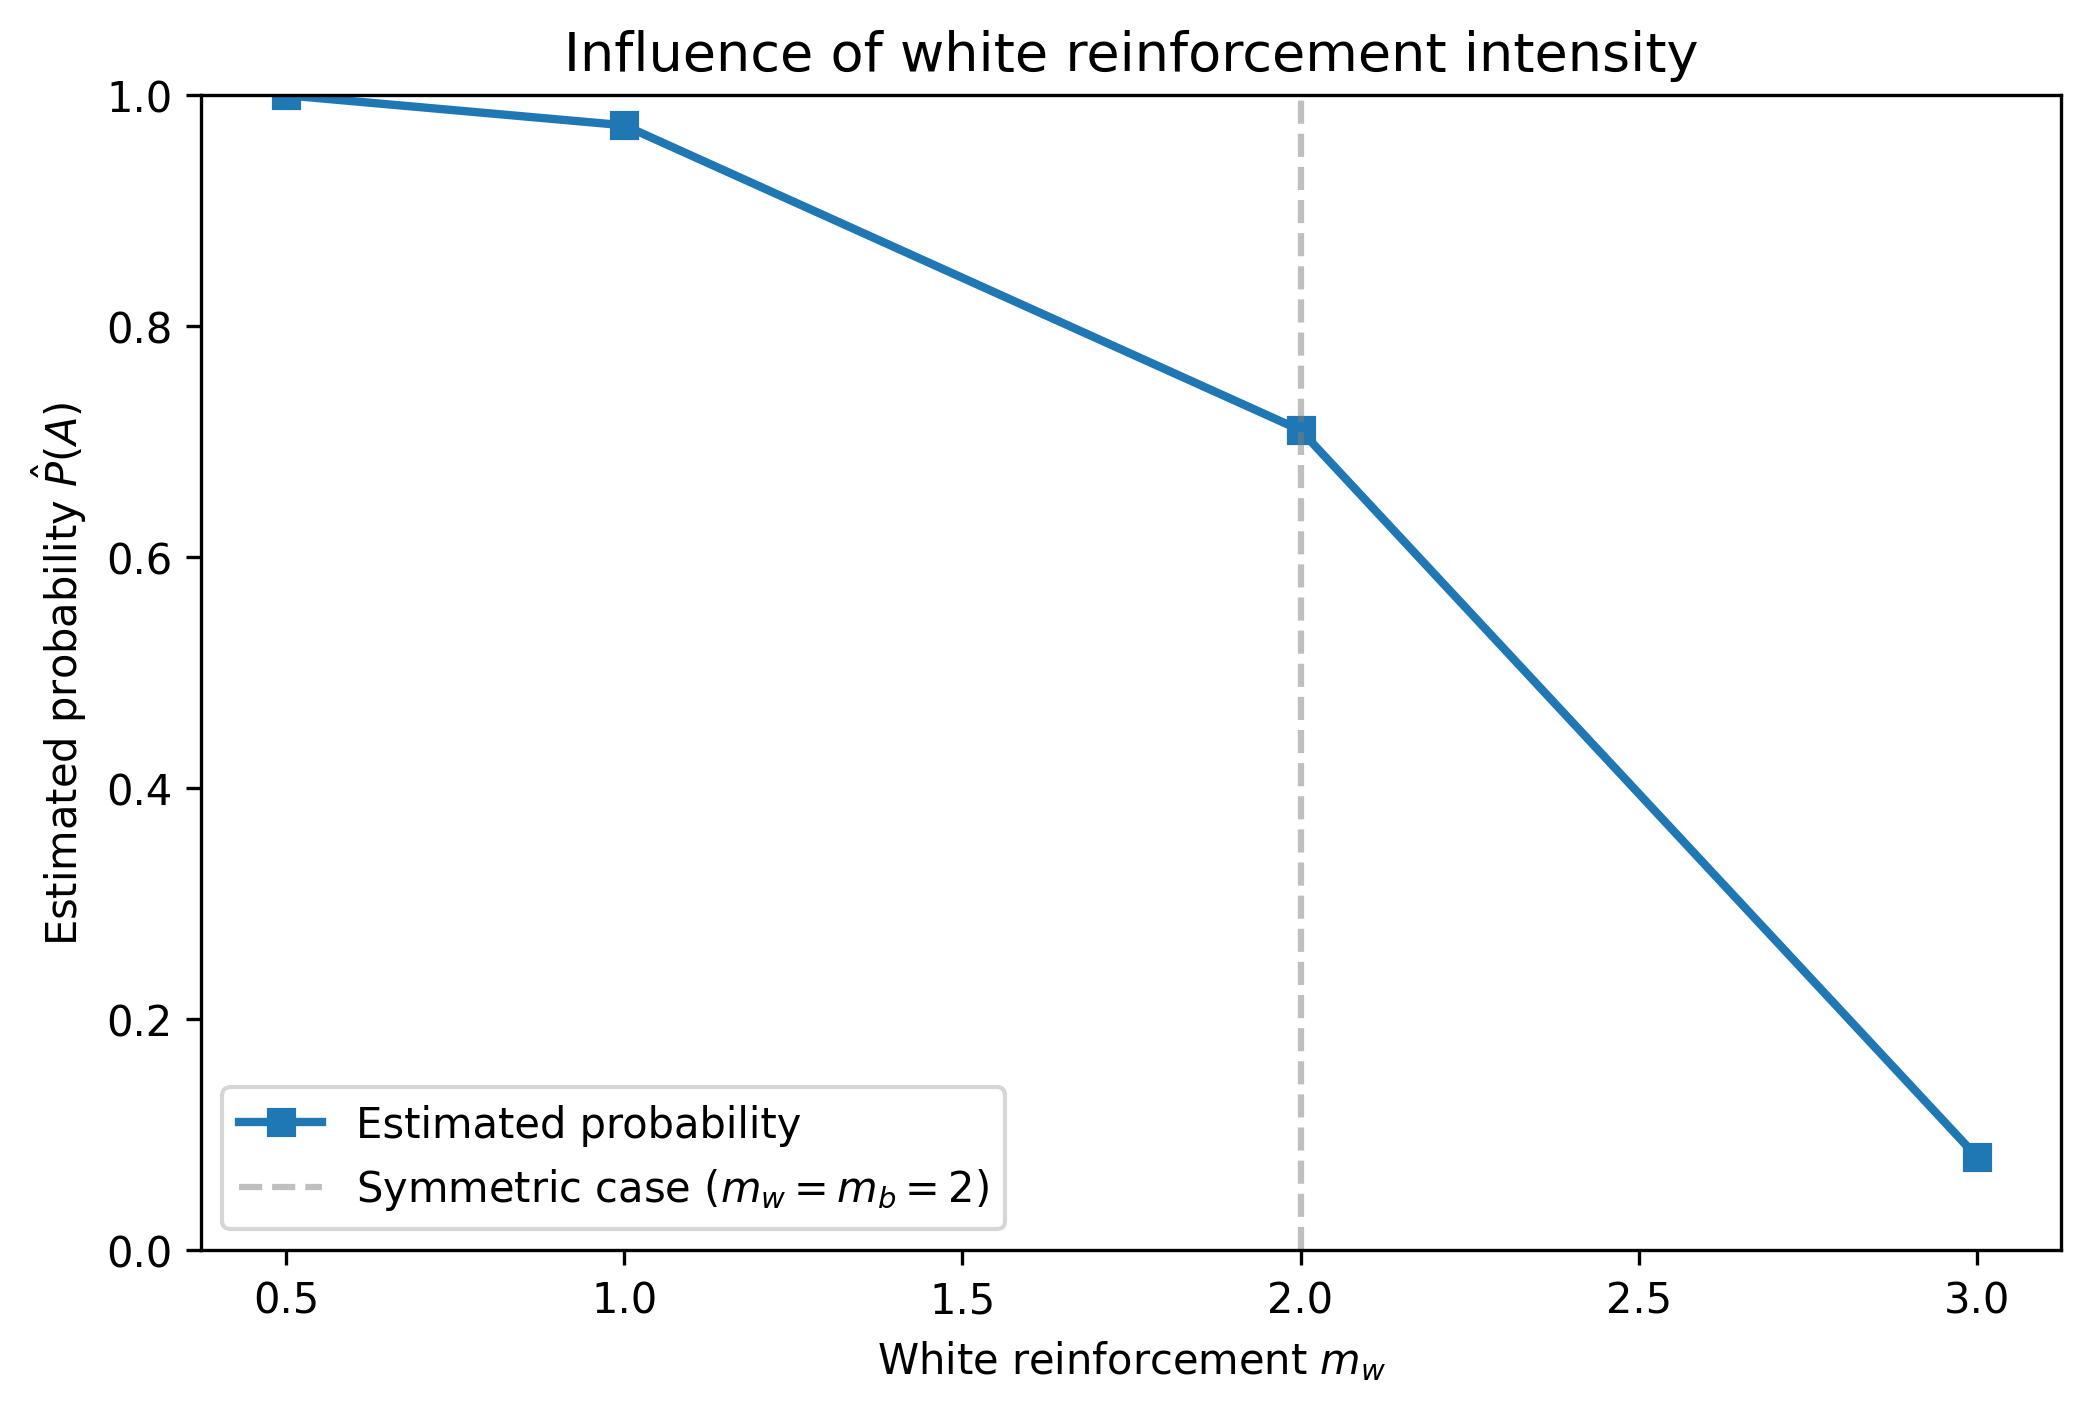 Influence of white reinforcement intensity
Estimated probability P̂(A)
1.0
0.8
0.6
0.4
0.2
0.0
Estimated probability
Symmetric case (m_w = m_b = 2)
0.5 1.0 1.5 2.0 2.5 3.0
White reinforcement m_w